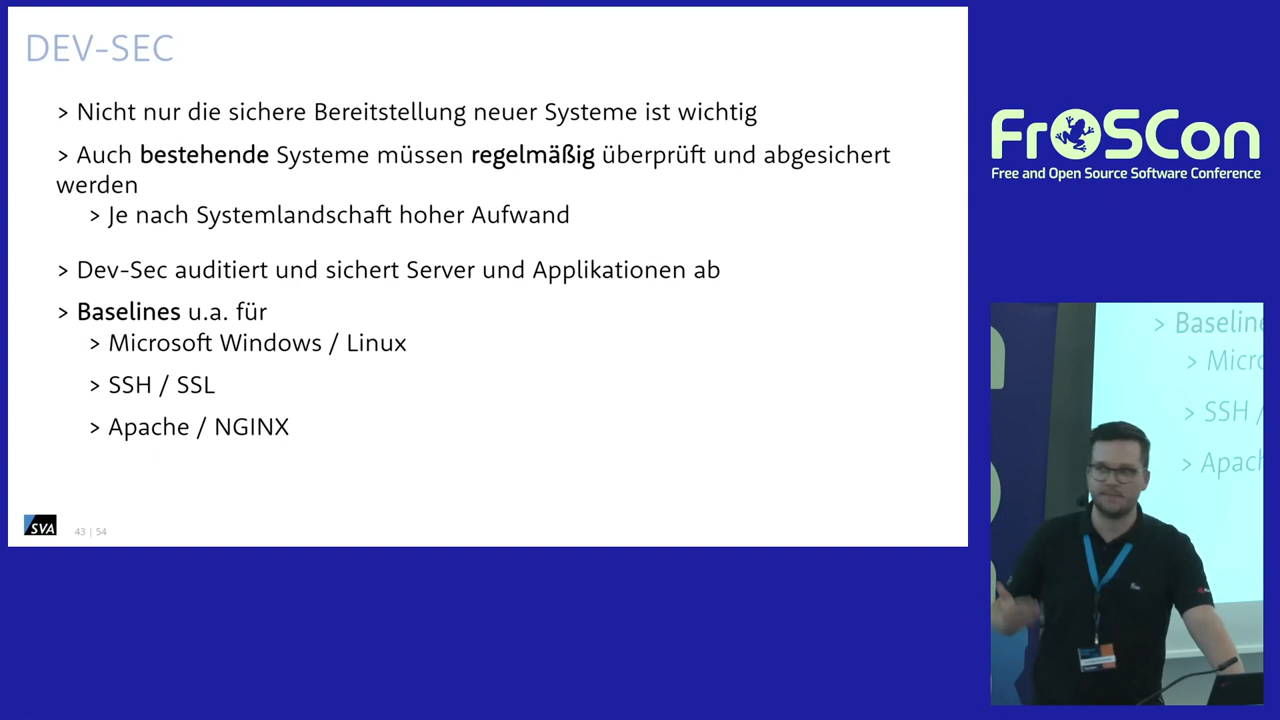 DEV-SEC
> Nicht nur die sichere Bereitstellung neuer Systeme ist wichtig
> Auch bestehende Systeme müssen regelmäßig überprüft und abgesichert
werden
> Je nach Systemlandschaft hoher Aufwand
> Dev-Sec auditiert und sichert Server und Applikationen ab
> Baselines u.a. für
> Microsoft Windows / Linux
> SSH / SSL
> Apache / NGINX
SVA
43 | 54
FrOSCon
Free and Open Source Software Conference
> Baseline
> Micro
> SSH /
> Apach